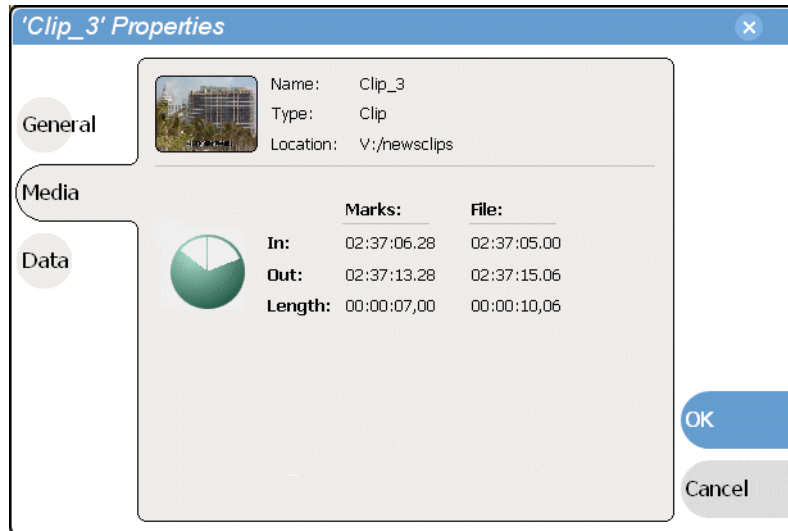 'Clip_3' Properties
General
Media
Data
Name: Clip_3
Type: Clip
Location: V:/newsclips
Marks: File:
In: 02:37:06.28 02:37:05.00
Out: 02:37:13.28 02:37:15.06
Length: 00:00:07,00 00:00:10,06
OK
Cancel